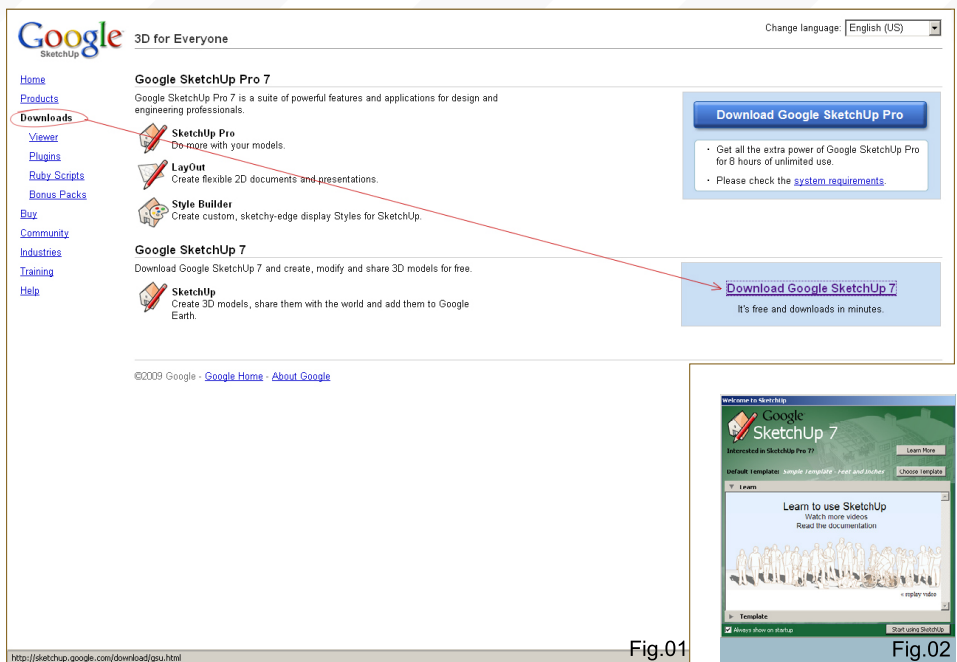 Google
SketchUp
3D for Everyone
Change language: English (US)
Home
Products
Downloads
Viewer
Plugins
Ruby Scripts
Bonus Packs
Buy
Community
Industries
Training
Help
Google SketchUp Pro 7
Google SketchUp Pro 7 is a suite of powerful features and applications for design and
engineering professionals.
SketchUp Pro
Do more with your models.
LayOut
Create flexible 2D documents and presentations.
Style Builder
Create custom, sketchy-edge display Styles for SketchUp.
Download Google SketchUp Pro
· Get all the extra power of Google SketchUp Pro
for 8 hours of unlimited use.
· Please check the system requirements.
Google SketchUp 7
Download Google SketchUp 7 and create, modify and share 3D models for free.
SketchUp
Create 3D models, share them with the world and add them to Google
Earth.
Download Google SketchUp 7
It's free and downloads in minutes.
©2009 Google - Google Home - About Google
http://sketchup.google.com/download/gsu.html
Fig.01
Welcome to SketchUp
Google
SketchUp 7
Interested in SketchUp Pro 7?
Learn More
Default Template: Simple Template - Feet and Inches
Choose Template
Learn
Learn to use SketchUp
Watch more videos
Read the documentation
« replay video
Template
Always show on startup
Start using SketchUp
Fig.02